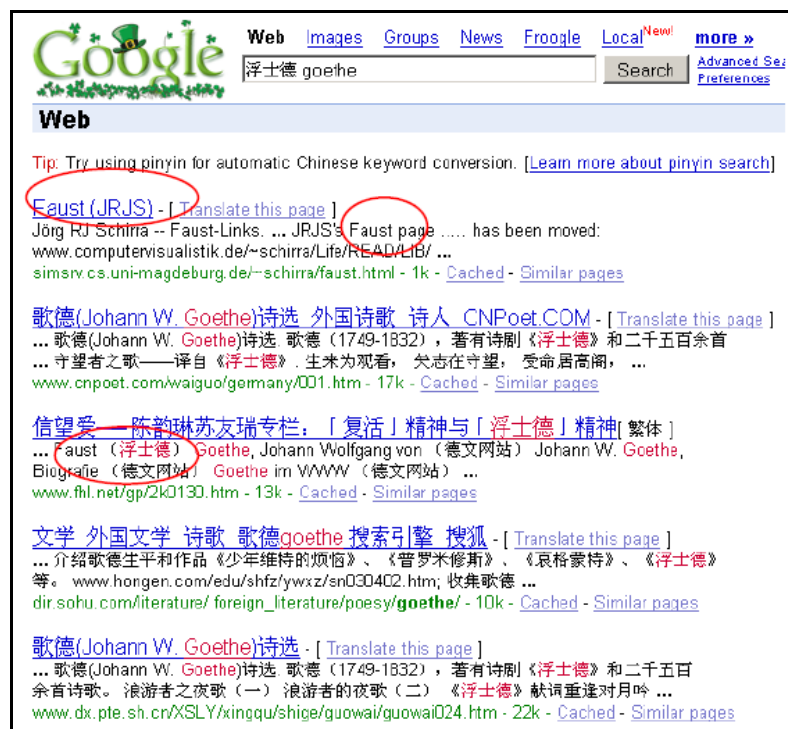 Google
Web Images Groups News Froogle Local New! more »
浮士德 goethe Search Advanced Sea
Preferences
Web
Tip: Try using pinyin for automatic Chinese keyword conversion. [Learn more about pinyin search]
Faust (JRJS) - [ Translate this page ]
Jörg RJ Schirra -- Faust-Links. ... JRJS's Faust page ..... has been moved:
www.computervisualistik.de/~schirra/Life/READ/LIB/ ...
simsrv.cs.uni-magdeburg.de/~schirra/faust.html - 1k - Cached - Similar pages
歌德(Johann W. Goethe)诗选 外国诗歌 诗人 CNPoet.COM - [ Translate this page ]
... 歌德(Johann W. Goethe)诗选. 歌德（1749-1832），著有诗剧《浮士德》和二千五百余首
... 守望者之歌——译自《浮士德》. 生来为观看， 矢志在守望， 受命居高阁， ...
www.cnpoet.com/waiguo/germany/001.htm - 17k - Cached - Similar pages
信望爱——陈韵琳苏友瑞专栏：「复活」精神与「浮士德」精神[ 繁体 ]
... Faust （浮士德） Goethe, Johann Wolfgang von （德文网站） Johann W. Goethe,
Biografie （德文网站） Goethe im WWW （德文网站） ...
www.fhl.net/gp/2k0130.htm - 13k - Cached - Similar pages
文学 外国文学 诗歌 歌德goethe 搜索引擎 搜狐 - [ Translate this page ]
... 介绍歌德生平和作品《少年维特的烦恼》、《普罗米修斯》、《哀格蒙特》、《浮士德》
等。 www.hongen.com/edu/shfz/ywxz/sn030402.htm; 收集歌德 ...
dir.sohu.com/literature/ foreign_literature/poesy/goethe/ - 10k - Cached - Similar pages
歌德(Johann W. Goethe)诗选 - [ Translate this page ]
... 歌德(Johann W. Goethe)诗选. 歌德（1749-1832），著有诗剧《浮士德》和二千五百
余首诗歌。 浪游者之夜歌（一） 浪游者的夜歌（二） 《浮士德》献词重逢对月吟 ...
www.dx.pte.sh.cn/XSLY/xingqu/shige/guowai/guowai024.htm - 22k - Cached - Similar pages